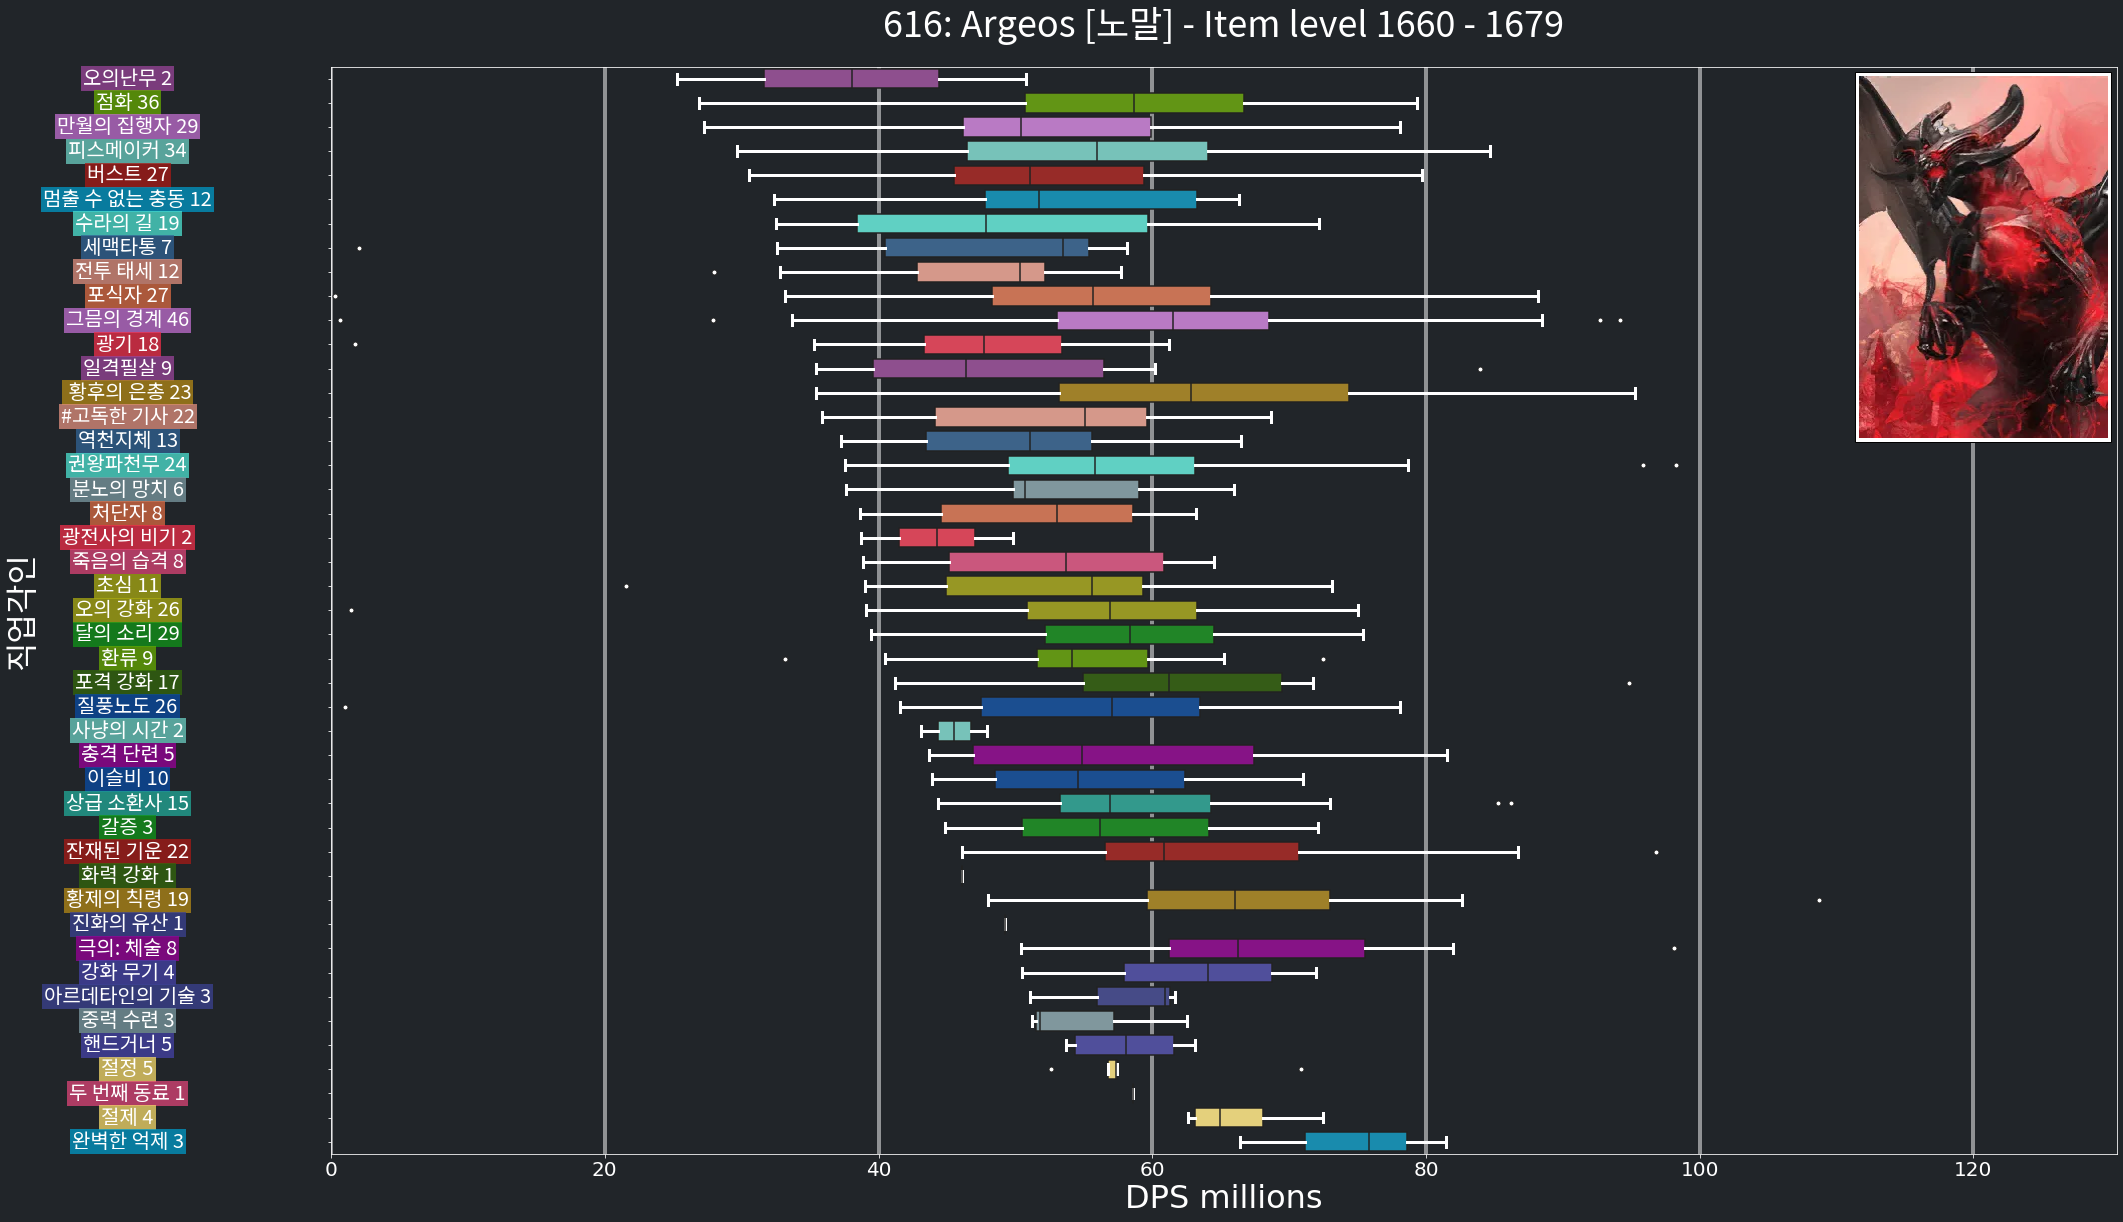 616: Argeos [노말] - Item level 1660 - 1679
오의난무 2
점화 36
만월의 집행자 29
피스메이커 34
버스트 27
멈출 수 없는 충동 12
수라의 길 19
세맥타통 7
전투 태세 12
포식자 27
그믐의 경계 46
광기 18
일격필살 9
황후의 은총 23
#고독한 기사 22
역천지체 13
권왕파천무 24
분노의 망치 6
처단자 8
광전사의 비기 2
죽음의 습격 8
초심 11
오의 강화 26
달의 소리 29
환류 9
포격 강화 17
질풍노도 26
사냥의 시간 2
충격 단련 5
이슬비 10
상급 소환사 15
갈증 3
잔재된 기운 22
화력 강화 1
황제의 칙령 19
진화의 유산 1
극의: 체술 8
강화 무기 4
아르데타인의 기술 3
중력 수련 3
핸드거너 5
절정 5
두 번째 동료 1
절제 4
완벽한 억제 3
직업각인
0 20 40 60 80 100 120
DPS millions